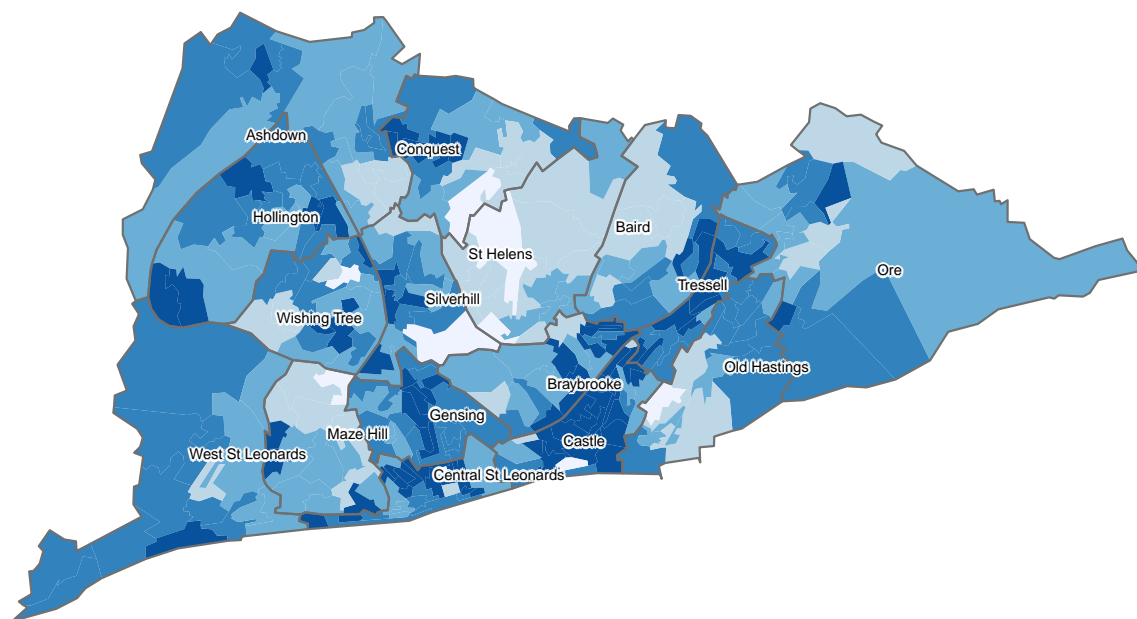 Ashdown
Conquest
Hollington
Baird
St Helens
Ore
Tressell
Silverhill
Wishing Tree
Old Hastings
Braybrooke
Gensing
Maze Hill
Castle
West St Leonards
Central St Leonards